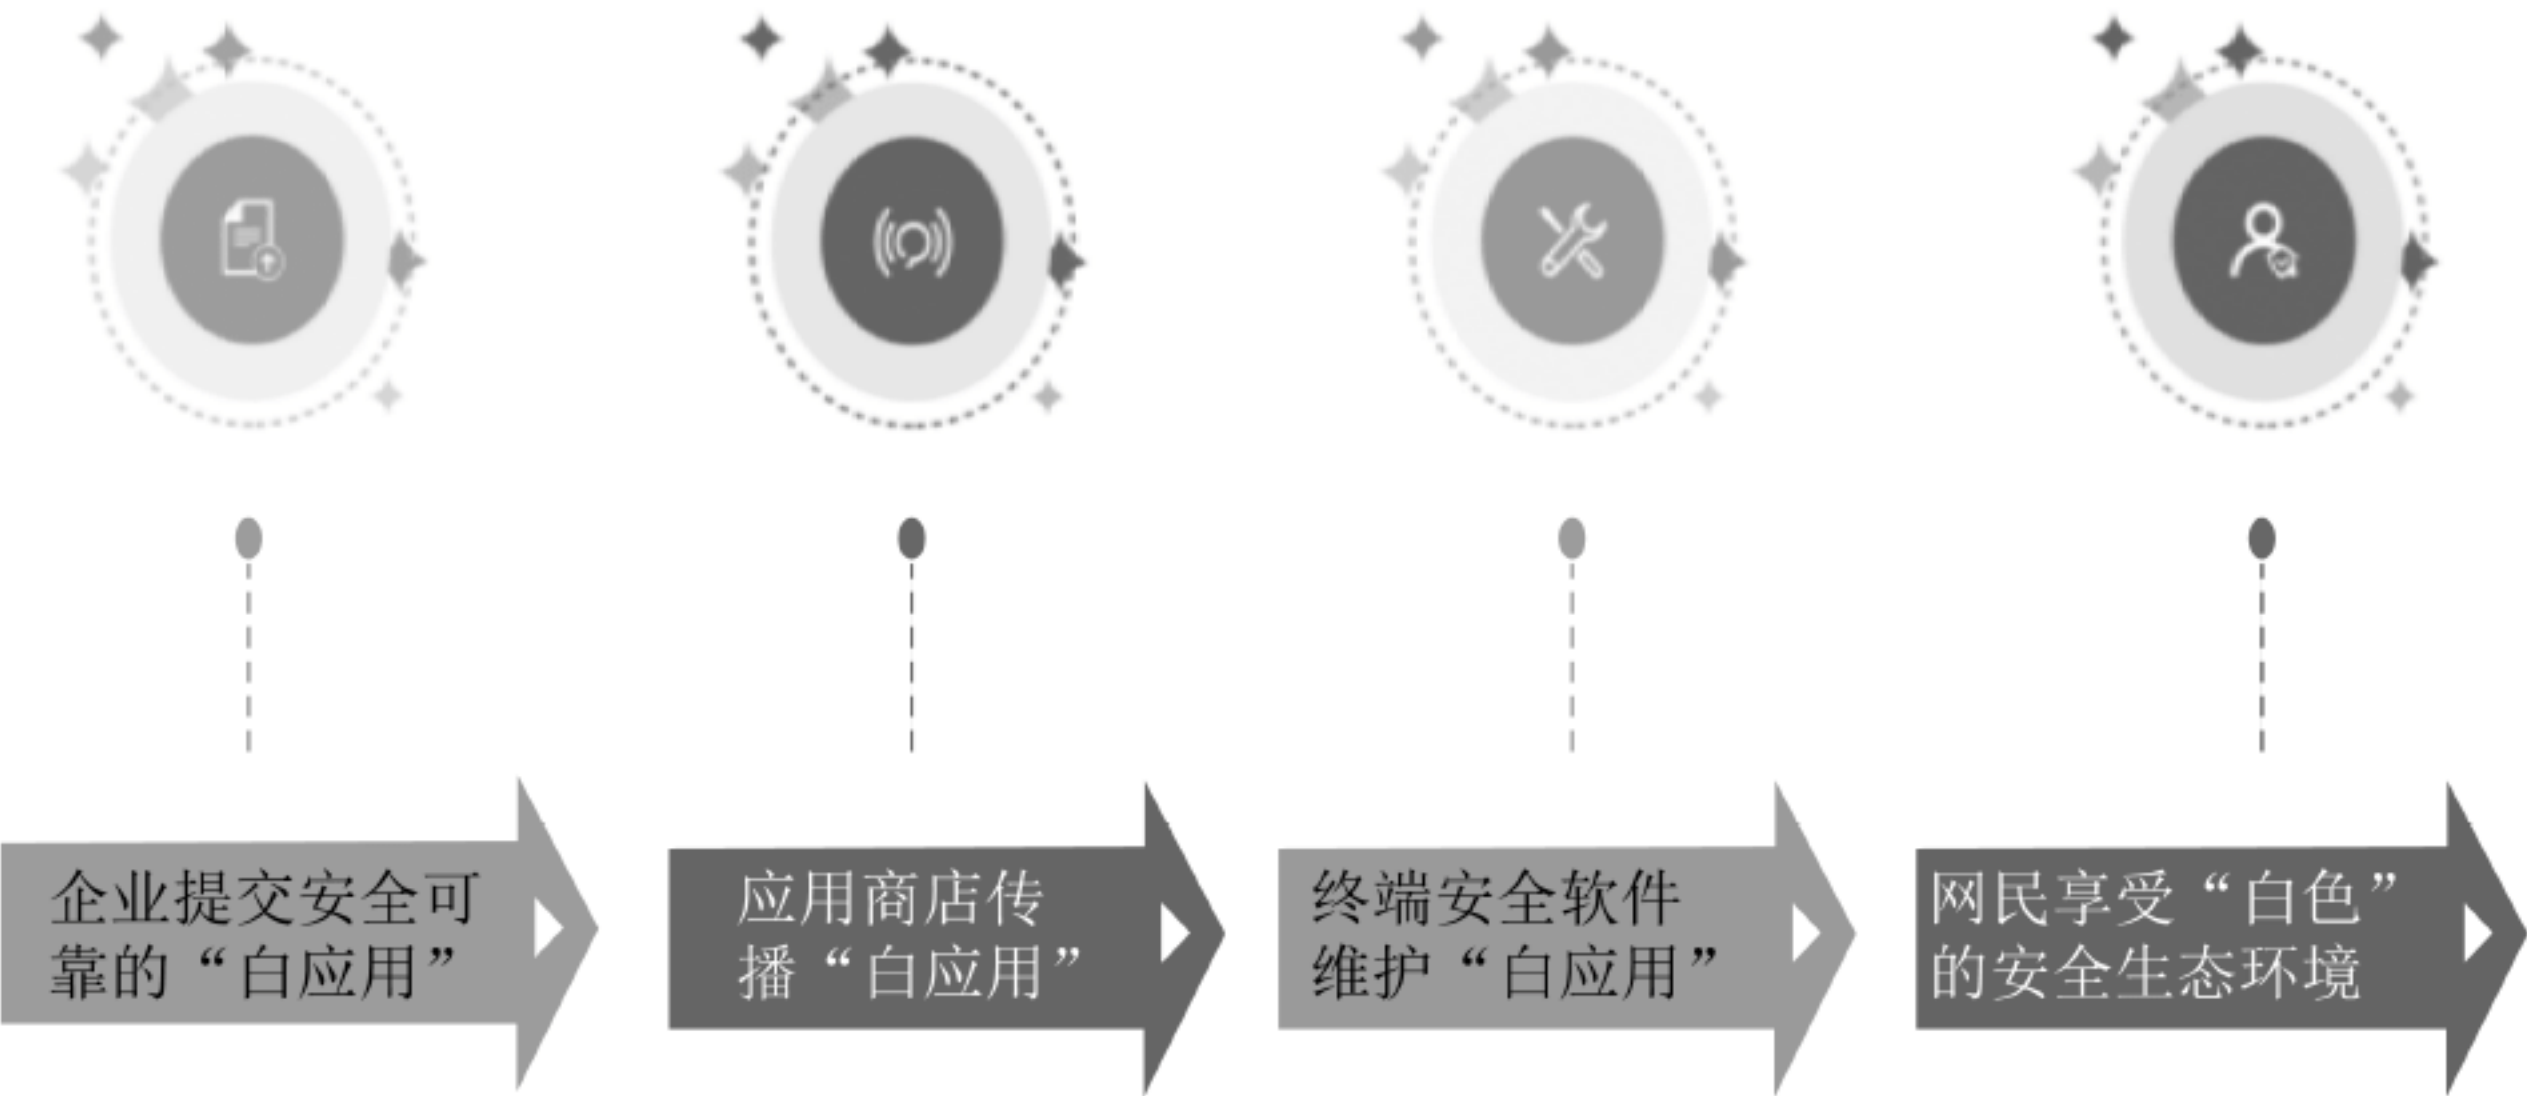 企业提交安全可
靠的“白应用”
应用商店传
播“白应用”
终端安全软件
维护“白应用”
网民享受“白色”
的安全生态环境